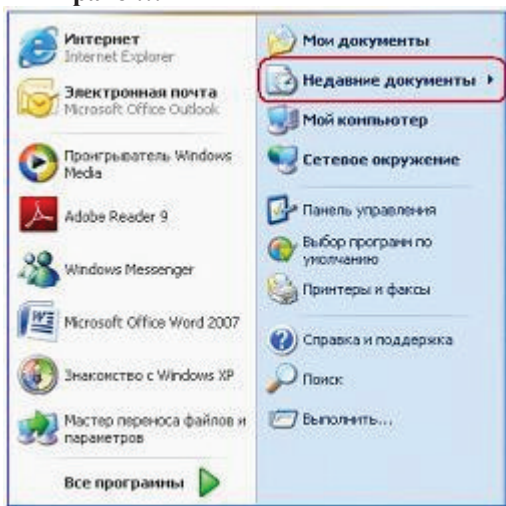 Интернет
Internet Explorer
Электронная почта
Microsoft Office Outlook
Проигрыватель Windows
Media
Adobe Reader 9
Windows Messenger
Microsoft Office Word 2007
Знакомство с Windows XP
Мастер переноса файлов и
параметров
Все программы
Мои документы
Недавние документы
Мой компьютер
Сетевое окружение
Панель управления
Выбор программ по
умолчанию
Принтеры и факсы
Справка и поддержка
Поиск
Выполнить...